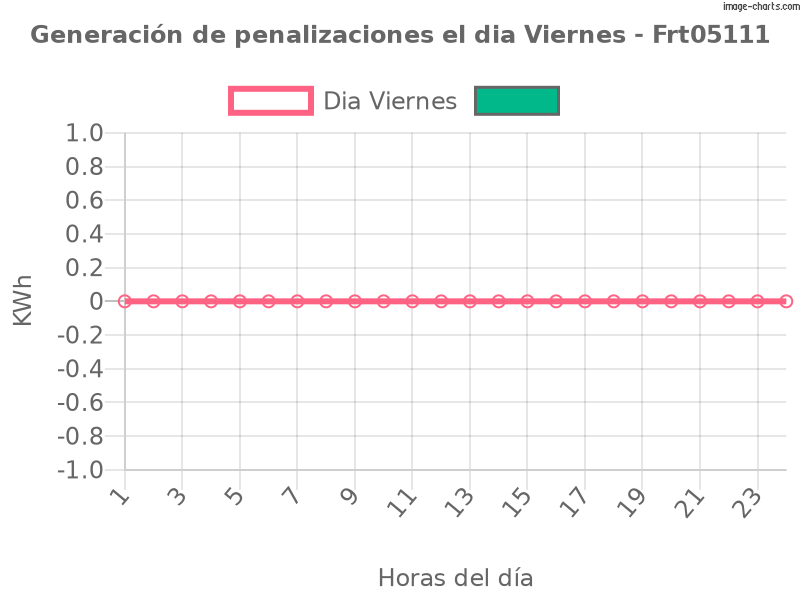 image-charts.com
Generación de penalizaciones el dia Viernes - Frt05111
Dia Viernes
1.0
0.8
0.6
0.4
0.2
0
-0.2
-0.4
-0.6
-0.8
-1.0
KWh
1 3 5 7 9 11 13 15 17 19 21 23
Horas del día